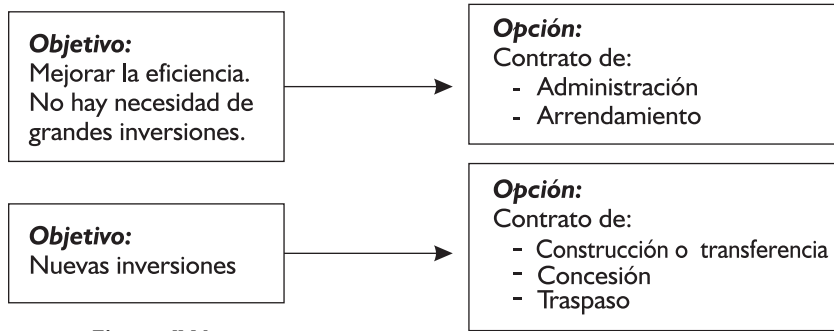 Objetivo:
Mejorar la eficiencia.
No hay necesidad de
grandes inversiones.
Opción:
Contrato de:
- Administración
- Arrendamiento
Objetivo:
Nuevas inversiones
Opción:
Contrato de:
- Construcción o transferencia
- Concesión
- Traspaso